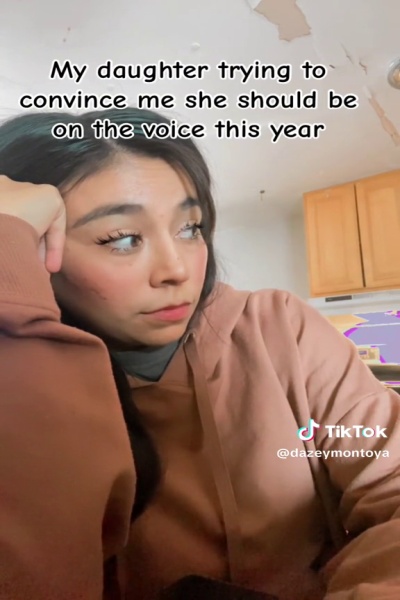 My daughter trying to
convince me she should be
on the voice this year
TikTok
@dazeymontoya